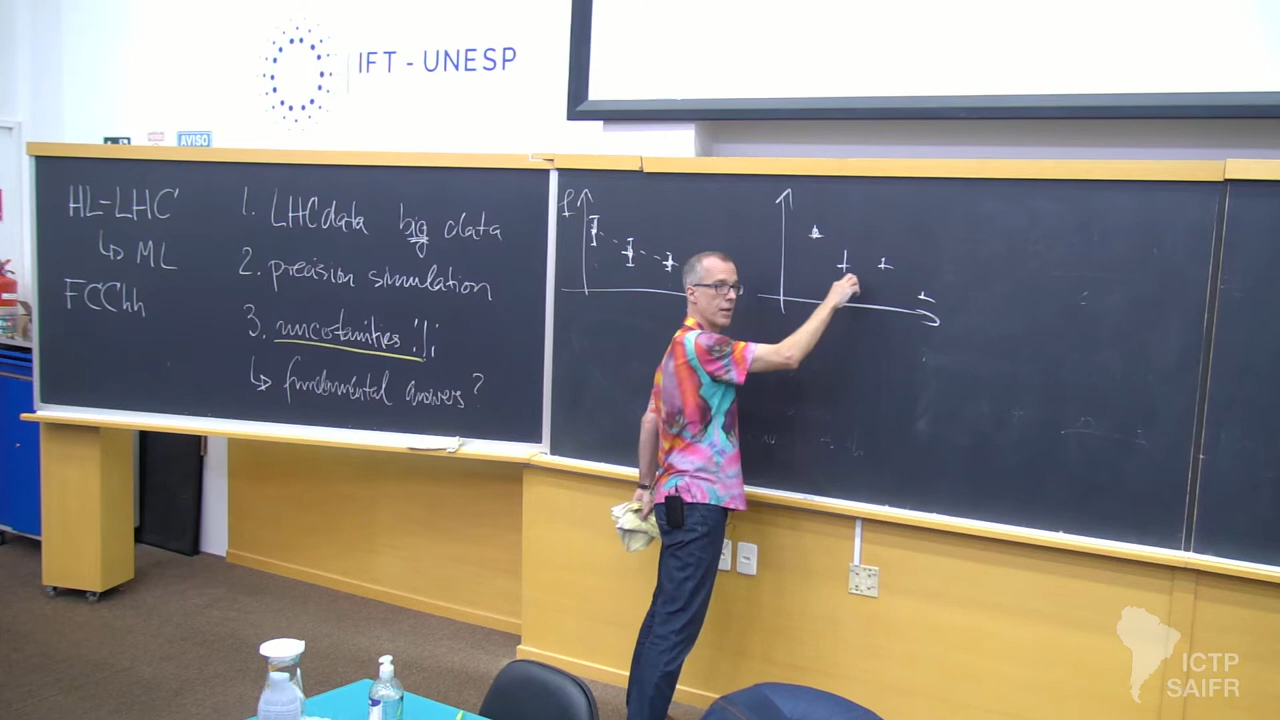 IFT - UNESP
AVISO
HL-LHC
↳ ML
FCChh
1. LHC data big data
2. precision simulation
3. uncertainties !!
↳ fundamental answers?
f
ICTP
SAIFR